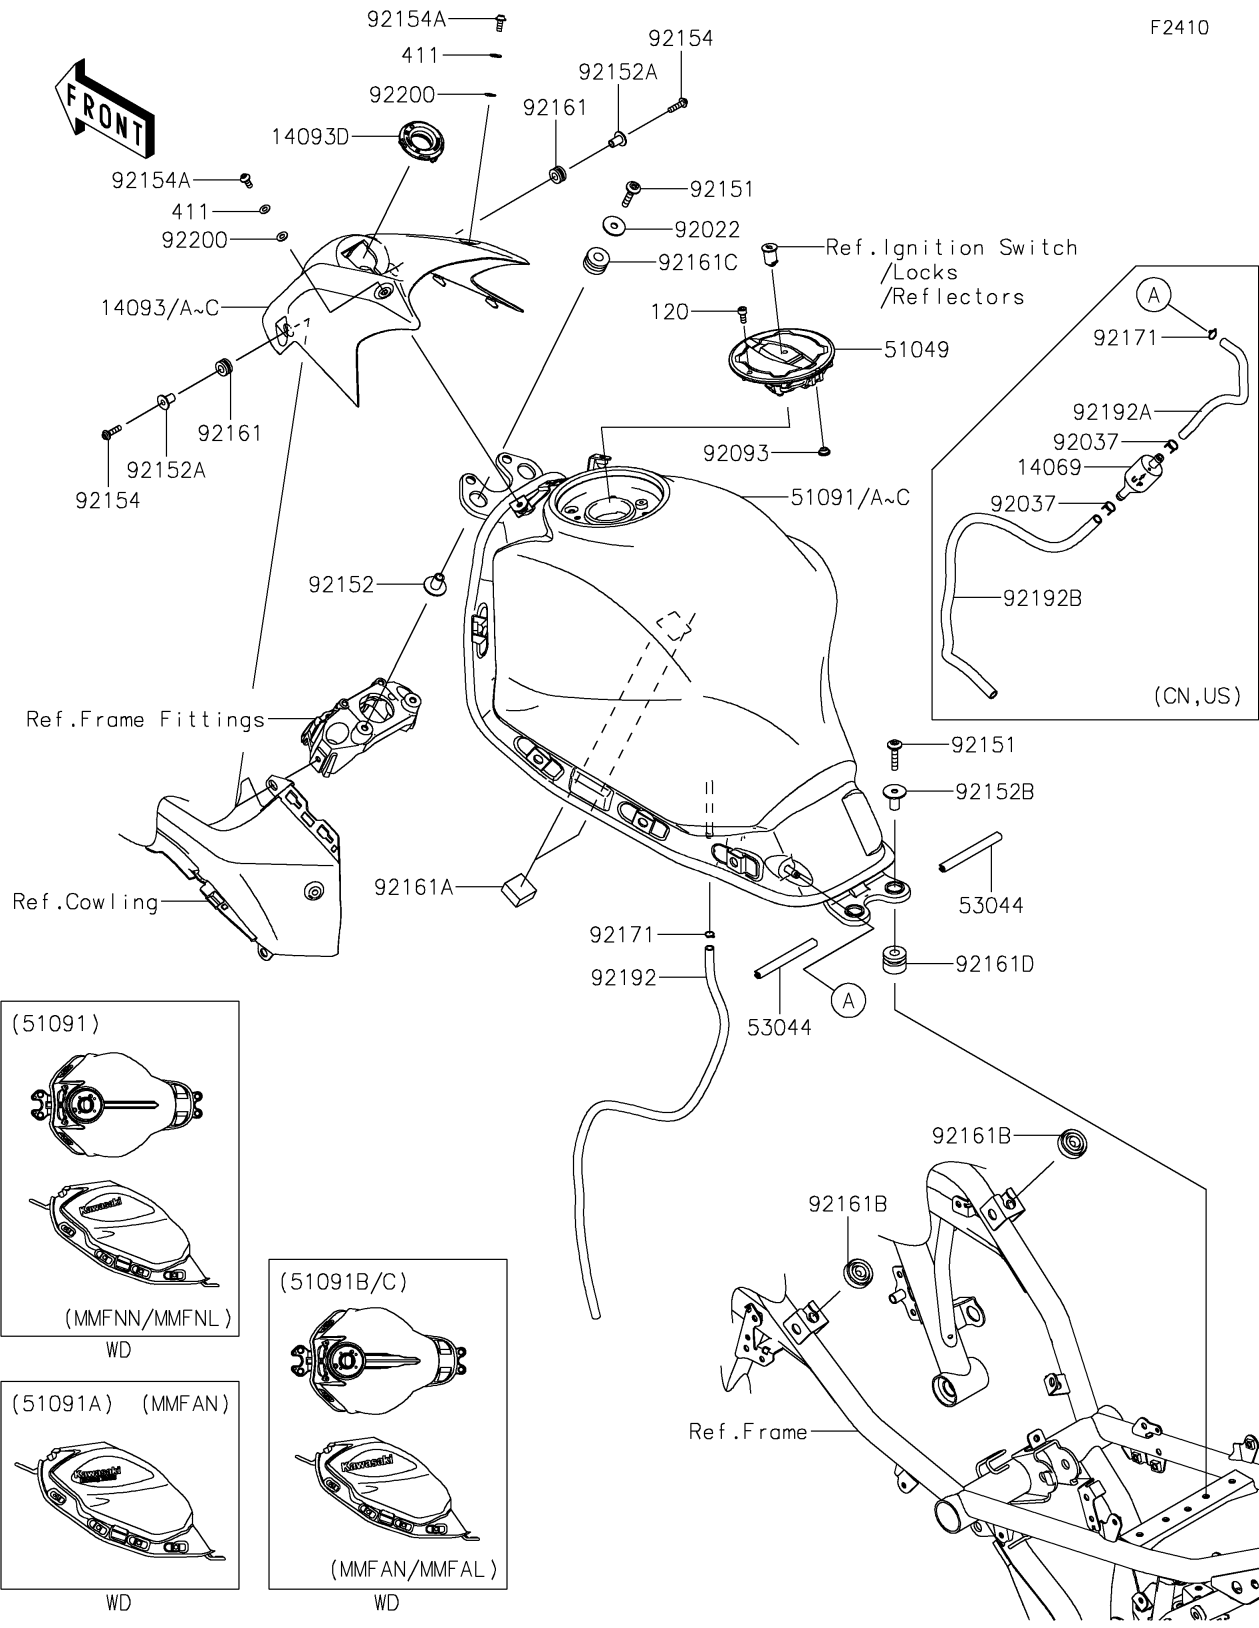 F2410
FRONT
92154A
411
92200
14093D
92154
92152A
92161
92154A
411
92200
14093/A~C
92151
92022
92161C
120
Ref.Ignition Switch
/Locks
/Reflectors
51049
A
92171
92192A
92037
14069
92037
92192B
(CN,US)
92161
92152A
92154
92093
51091/A~C
92152
Ref.Frame Fittings
92151
92152B
53044
92161A
Ref.Cowling
92171
92192
53044
A
92161D
(51091)
Kawasaki
(MMFNN/MMFNL)
WD
(51091B/C)
Kawasaki
(MMFAN/MMFAL)
WD
(51091A) (MMFAN)
Kawasaki
WD
92161B
92161B
Ref.Frame